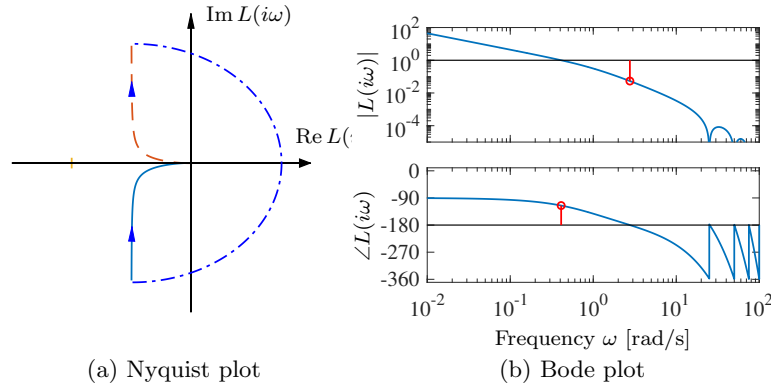 Im L(iω)
Re L(i
(a) Nyquist plot
|L(iω)|
10^2
10^0
10^-2
10^-4
∠L(iω)
0
-90
-180
-270
-360
10^-2
10^-1
10^0
10^1
10^2
Frequency ω [rad/s]
(b) Bode plot